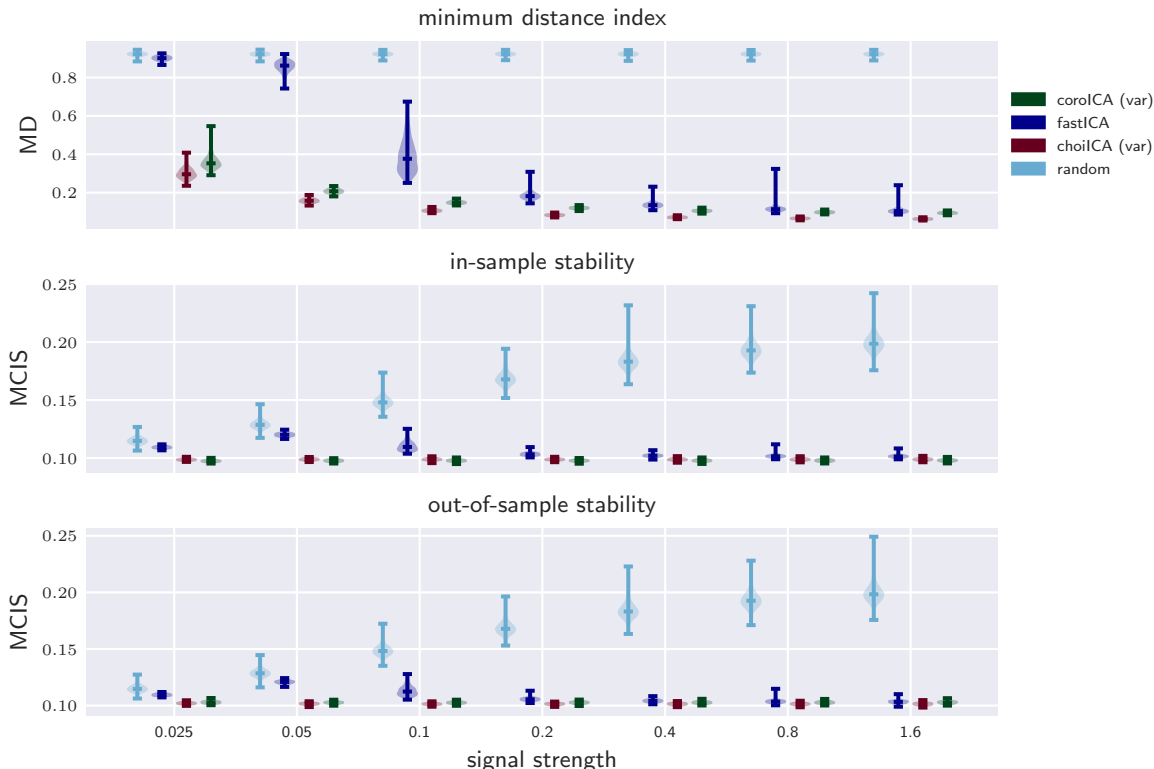 minimum distance index
MD
0.8
0.6
0.4
0.2
coroICA (var)
fastICA
choiICA (var)
random
in-sample stability
MCIS
0.25
0.20
0.15
0.10
out-of-sample stability
MCIS
0.25
0.20
0.15
0.10
0.025 0.05 0.1 0.2 0.4 0.8 1.6
signal strength